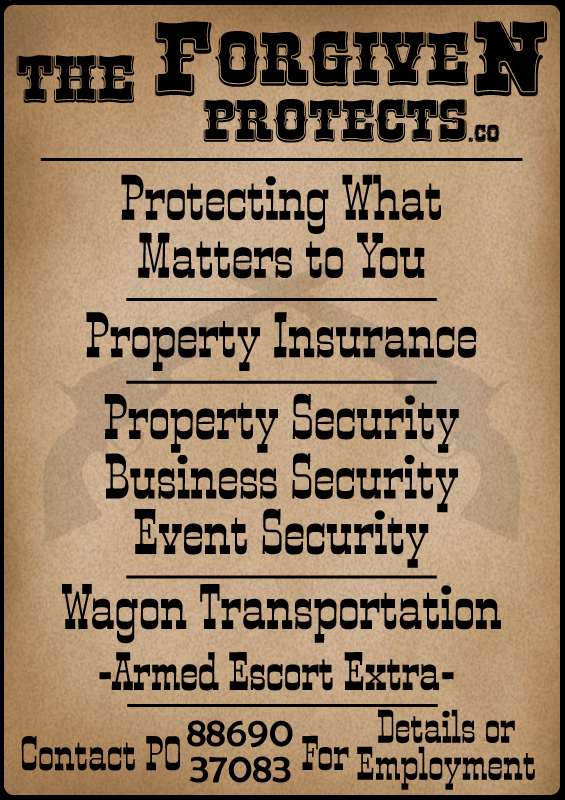 THE FORGIVEN
PROTECTS.CO
Protecting What
Matters to You
Property Insurance
Property Security
Business Security
Event Security
Wagon Transportation
-Armed Escort Extra-
Contact PO 88690 37083 For Details or Employment